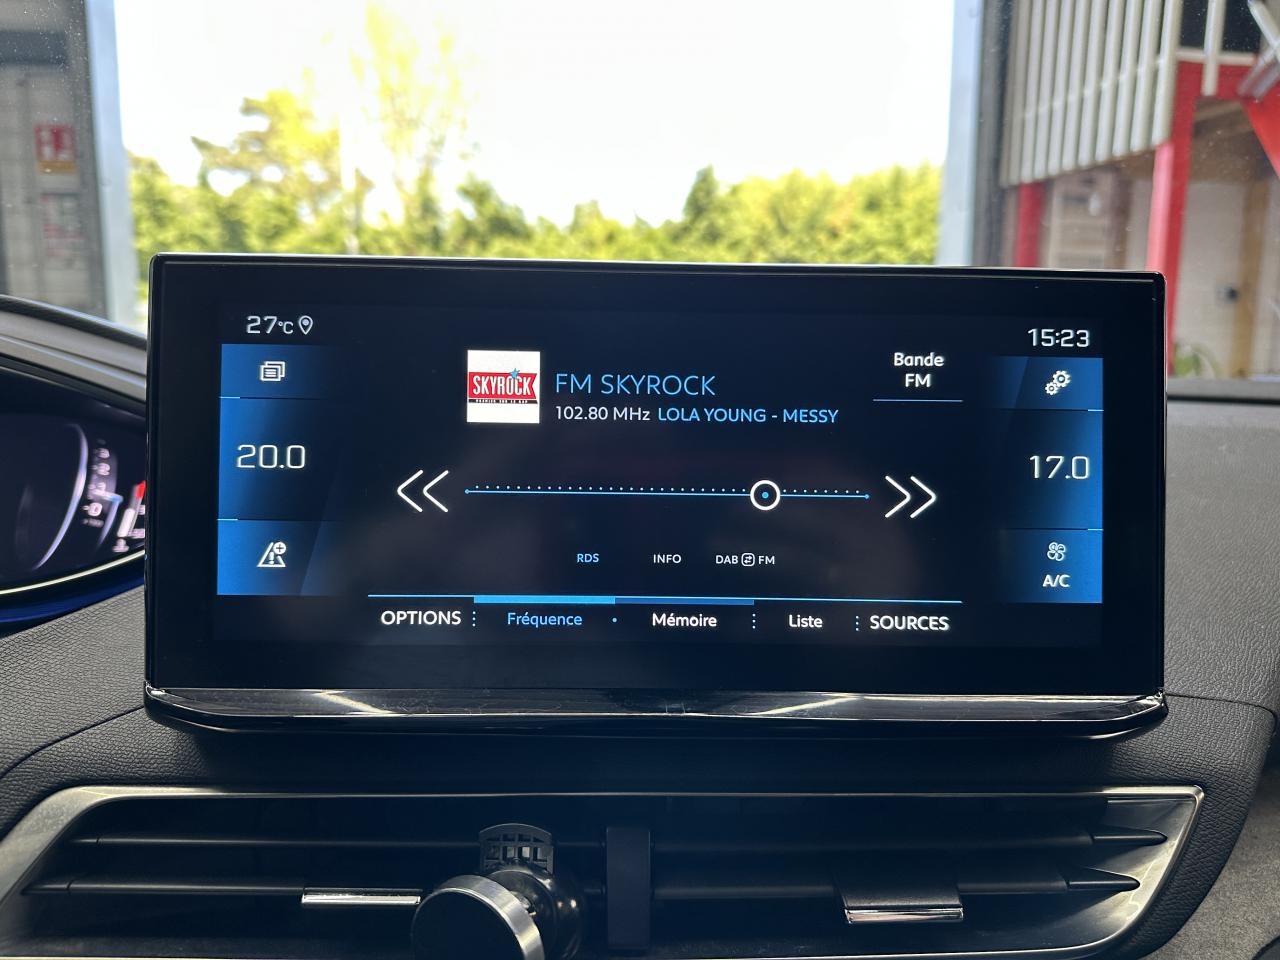 27°C
15:23
Bande
FM
SKYROCK
FM SKYROCK
102.80 MHz LOLA YOUNG - MESSY
20.0
17.0
RDS INFO DAB FM
A/C
OPTIONS Fréquence Mémoire Liste SOURCES